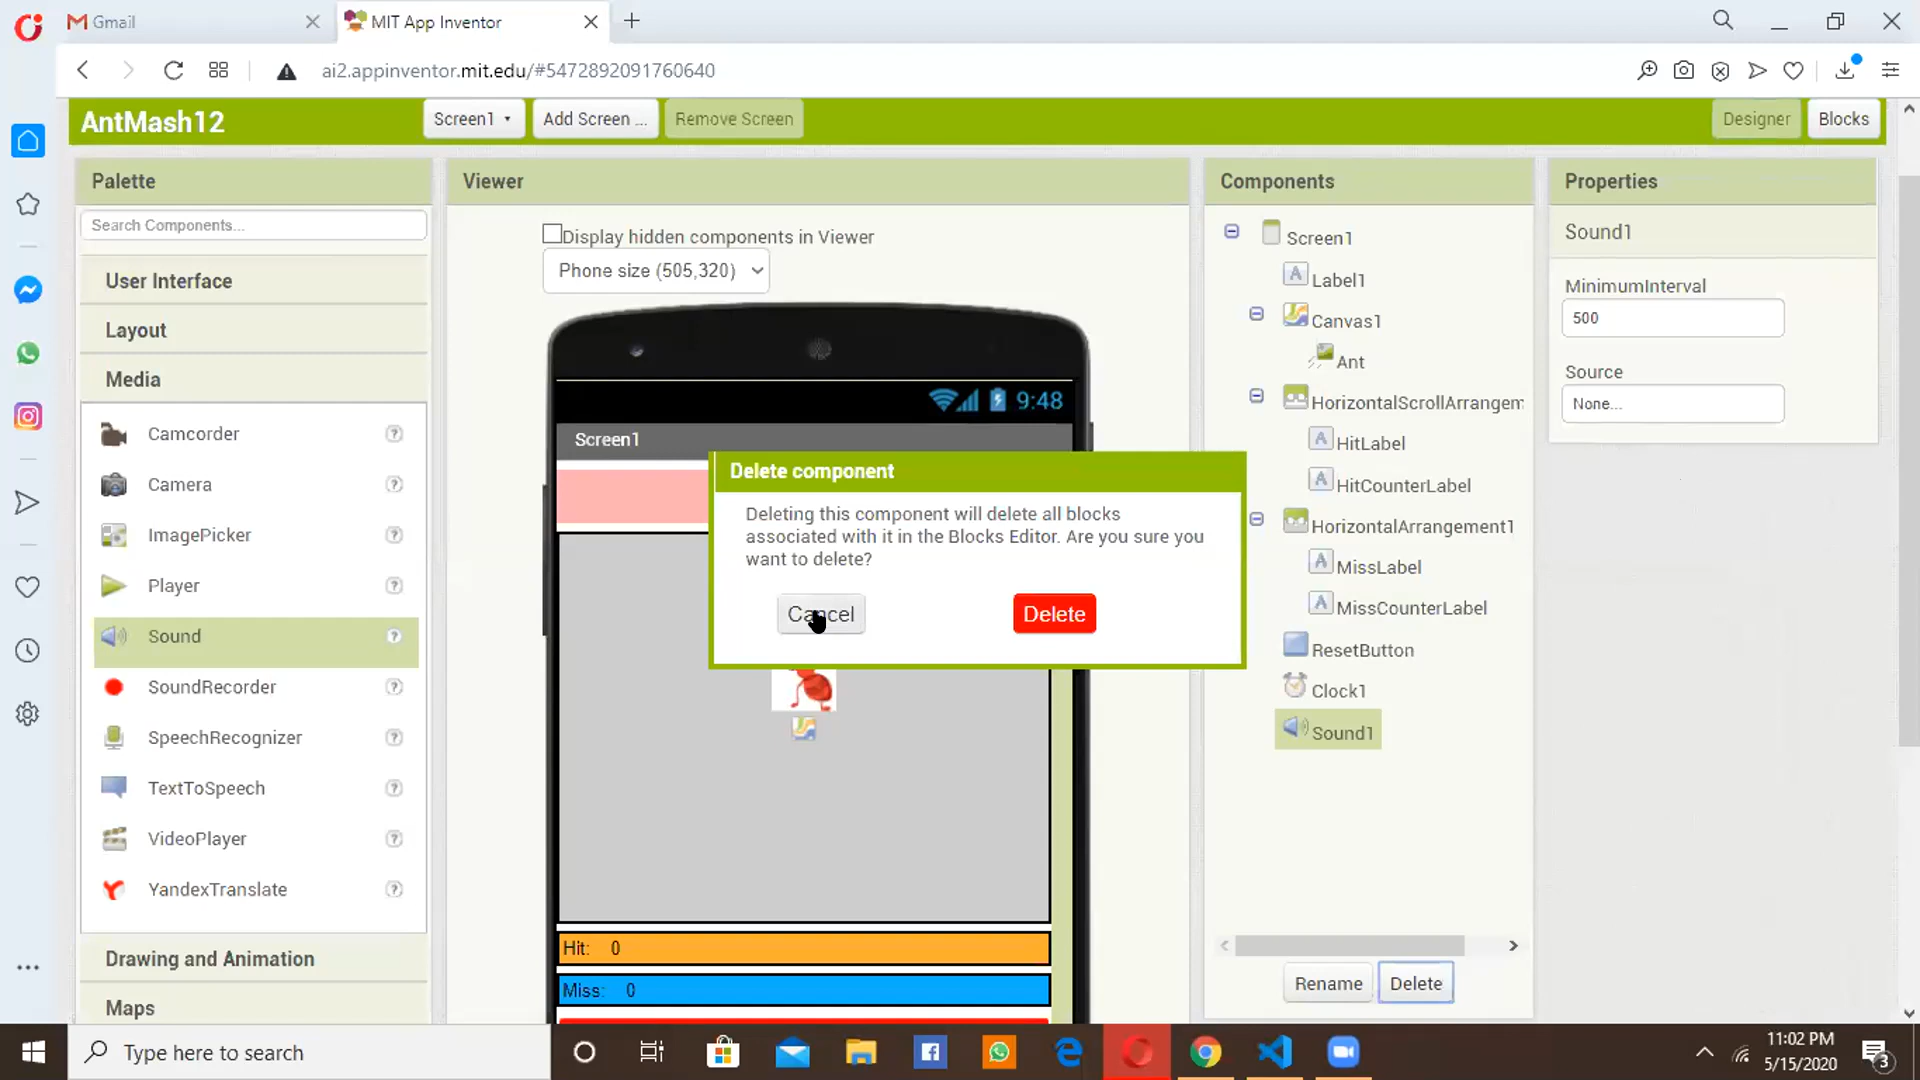 Gmail
MIT App Inventor
ai2.appinventor.mit.edu/#5472892091760640
AntMash12
Screen1
Add Screen ...
Remove Screen
Designer
Blocks
Palette
Search Components...
User Interface
Layout
Media
Camcorder
Camera
ImagePicker
Player
Sound
SoundRecorder
SpeechRecognizer
TextToSpeech
VideoPlayer
YandexTranslate
Drawing and Animation
Maps
Viewer
Display hidden components in Viewer
Phone size (505,320)
9:48
Screen1
Delete component
Deleting this component will delete all blocks
associated with it in the Blocks Editor. Are you sure you
want to delete?
Cancel
Delete
Hit: 0
Miss: 0
Components
Screen1
Label1
Canvas1
Ant
HorizontalScrollArrangem
HitLabel
HitCounterLabel
HorizontalArrangement1
MissLabel
MissCounterLabel
ResetButton
Clock1
Sound1
Rename
Delete
Properties
Sound1
MinimumInterval
500
Source
None...
Type here to search
11:02 PM
5/15/2020
3